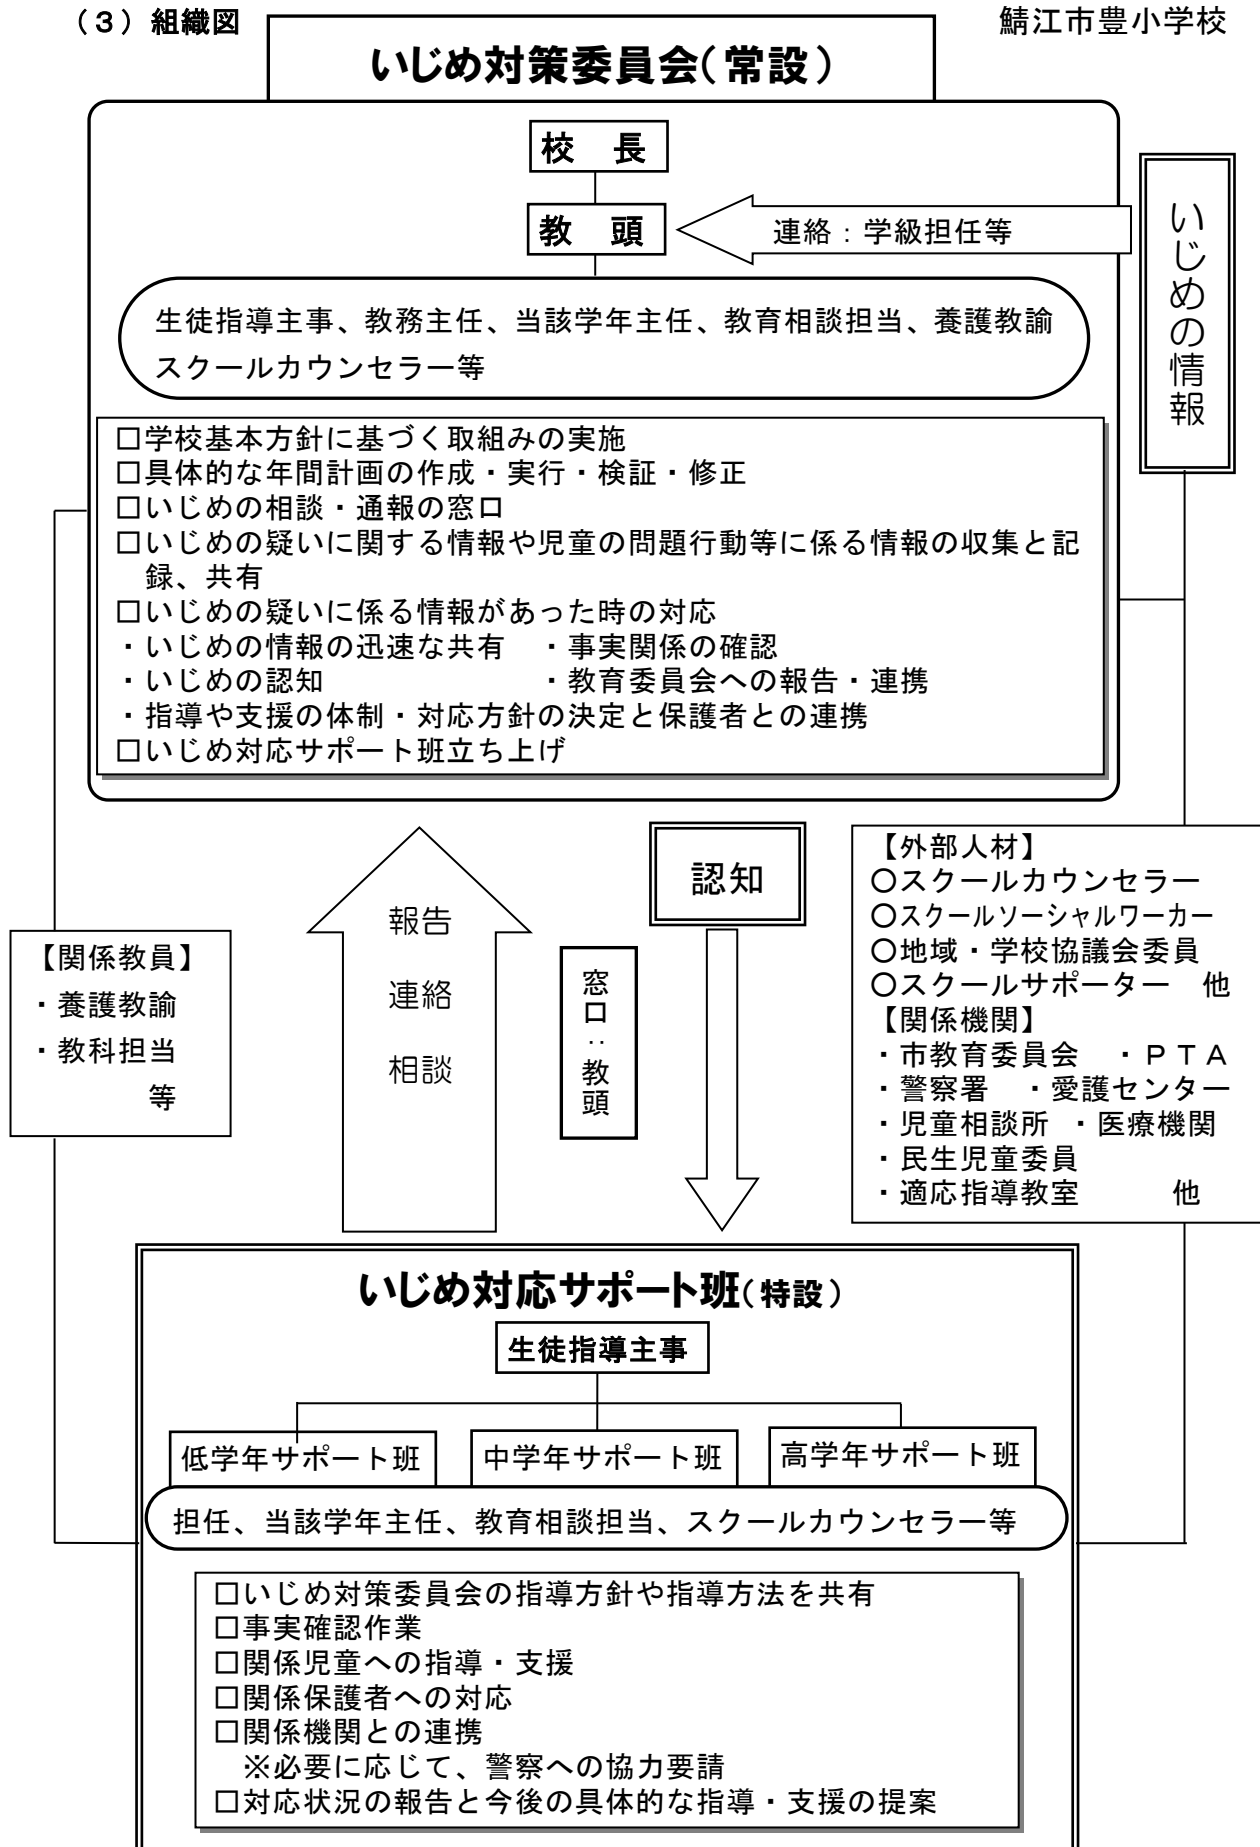 （３）組織図
鯖江市豊小学校
いじめ対策委員会（常設）
校　長
教　頭
連絡：学級担任等
いじめの情報
生徒指導主事、教務主任、当該学年主任、教育相談担当、養護教諭
スクールカウンセラー等
□学校基本方針に基づく取組みの実施
□具体的な年間計画の作成・実行・検証・修正
□いじめの相談・通報の窓口
□いじめの疑いに関する情報や児童の問題行動等に係る情報の収集と記
録、共有
□いじめの疑いに係る情報があった時の対応
・いじめの情報の迅速な共有　・事実関係の確認
・いじめの認知　　　　　　　・教育委員会への報告・連携
・指導や支援の体制・対応方針の決定と保護者との連携
□いじめ対応サポート班立ち上げ
認知
報告
連絡
相談
窓口：教頭
【関係教員】
・養護教諭
・教科担当
等
【外部人材】
○スクールカウンセラー
○スクールソーシャルワーカー
○地域・学校協議会委員
○スクールサポーター　他
【関係機関】
・市教育委員会　・ＰＴＡ
・警察署　・愛護センター
・児童相談所　・医療機関
・民生児童委員
・適応指導教室　　　他
いじめ対応サポート班（特設）
生徒指導主事
低学年サポート班　中学年サポート班　高学年サポート班
担任、当該学年主任、教育相談担当、スクールカウンセラー等
□いじめ対策委員会の指導方針や指導方法を共有
□事実確認作業
□関係児童への指導・支援
□関係保護者への対応
□関係機関との連携
※必要に応じて、警察への協力要請
□対応状況の報告と今後の具体的な指導・支援の提案